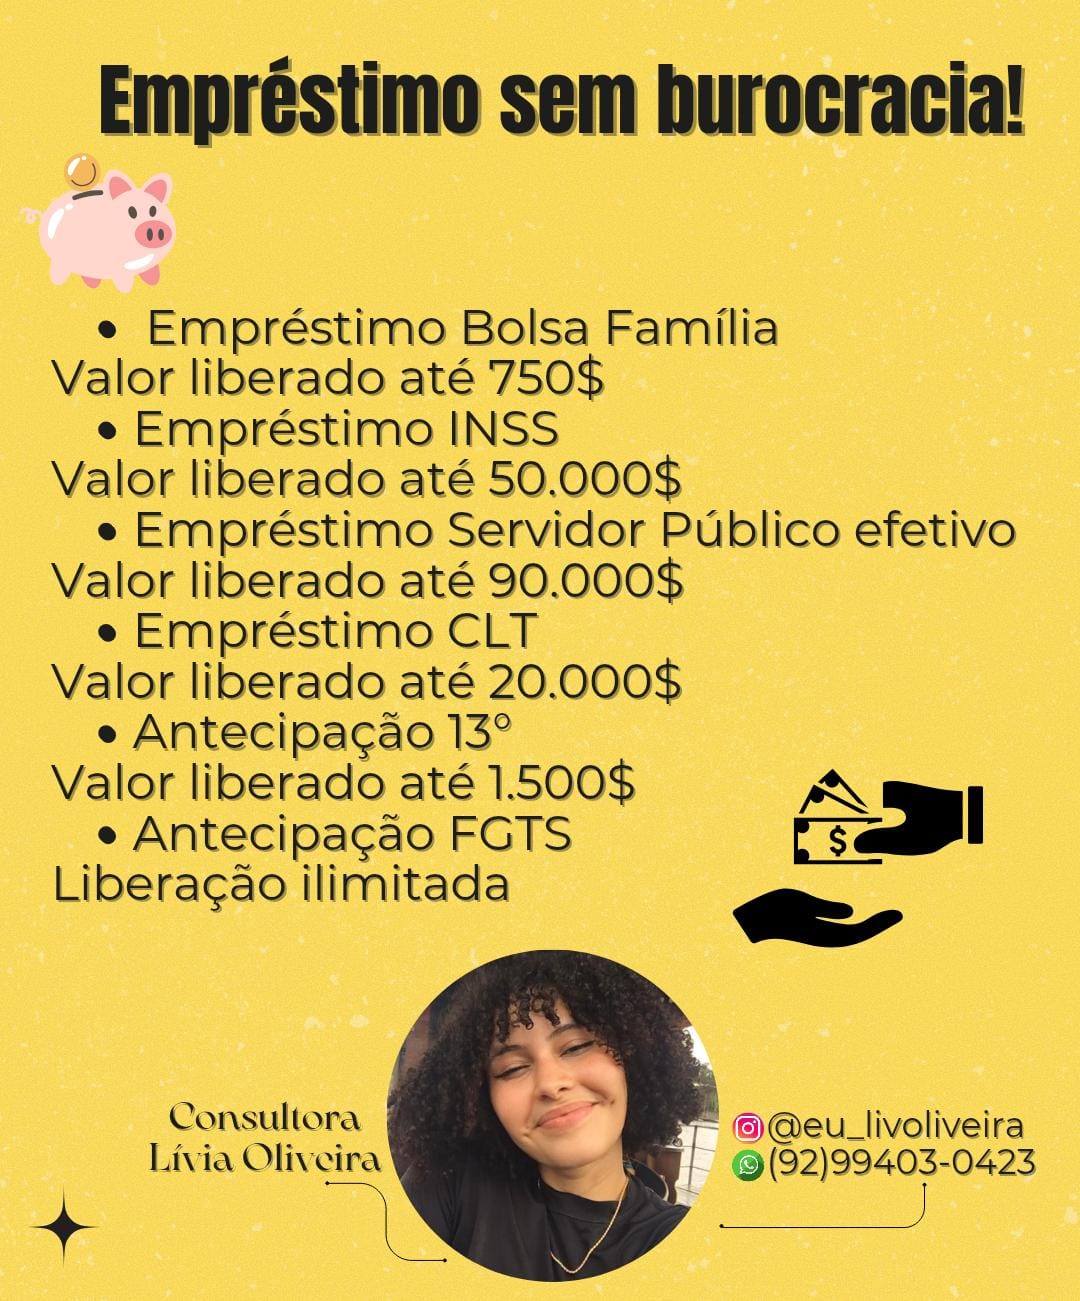 Empréstimo sem burocracia!
• Empréstimo Bolsa Família
Valor liberado até 750$
• Empréstimo INSS
Valor liberado até 50.000$
• Empréstimo Servidor Público efetivo
Valor liberado até 90.000$
• Empréstimo CLT
Valor liberado até 20.000$
• Antecipação 13°
Valor liberado até 1.500$
• Antecipação FGTS
Liberação ilimitada
$
Consultora
Lívia Oliveira
@eu_livoliveira
(92)99403-0423